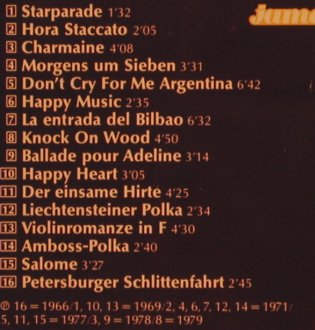 jame
1 Starparade 1'32
2 Hora Staccato 2'05
3 Charmaine 4'08
4 Morgens um Sieben 3'31
5 Don't Cry For Me Argentina 6'42
6 Happy Music 2'35
7 La entrada del Bilbao 6'32
8 Knock On Wood 4'50
9 Ballade pour Adeline 3'14
10 Happy Heart 3'05
11 Der einsame Hirte 4'25
12 Liechtensteiner Polka 2'34
13 Violinromanze in F 4'30
14 Amboss-Polka 2'40
15 Salome 3'27
16 Petersburger Schlittenfahrt 2'45
℗ 16 = 1966/1, 10, 13 = 1969/2, 4, 6, 7, 12, 14 = 1971/
5, 11, 15 = 1977/3, 9 = 1978/8 = 1979